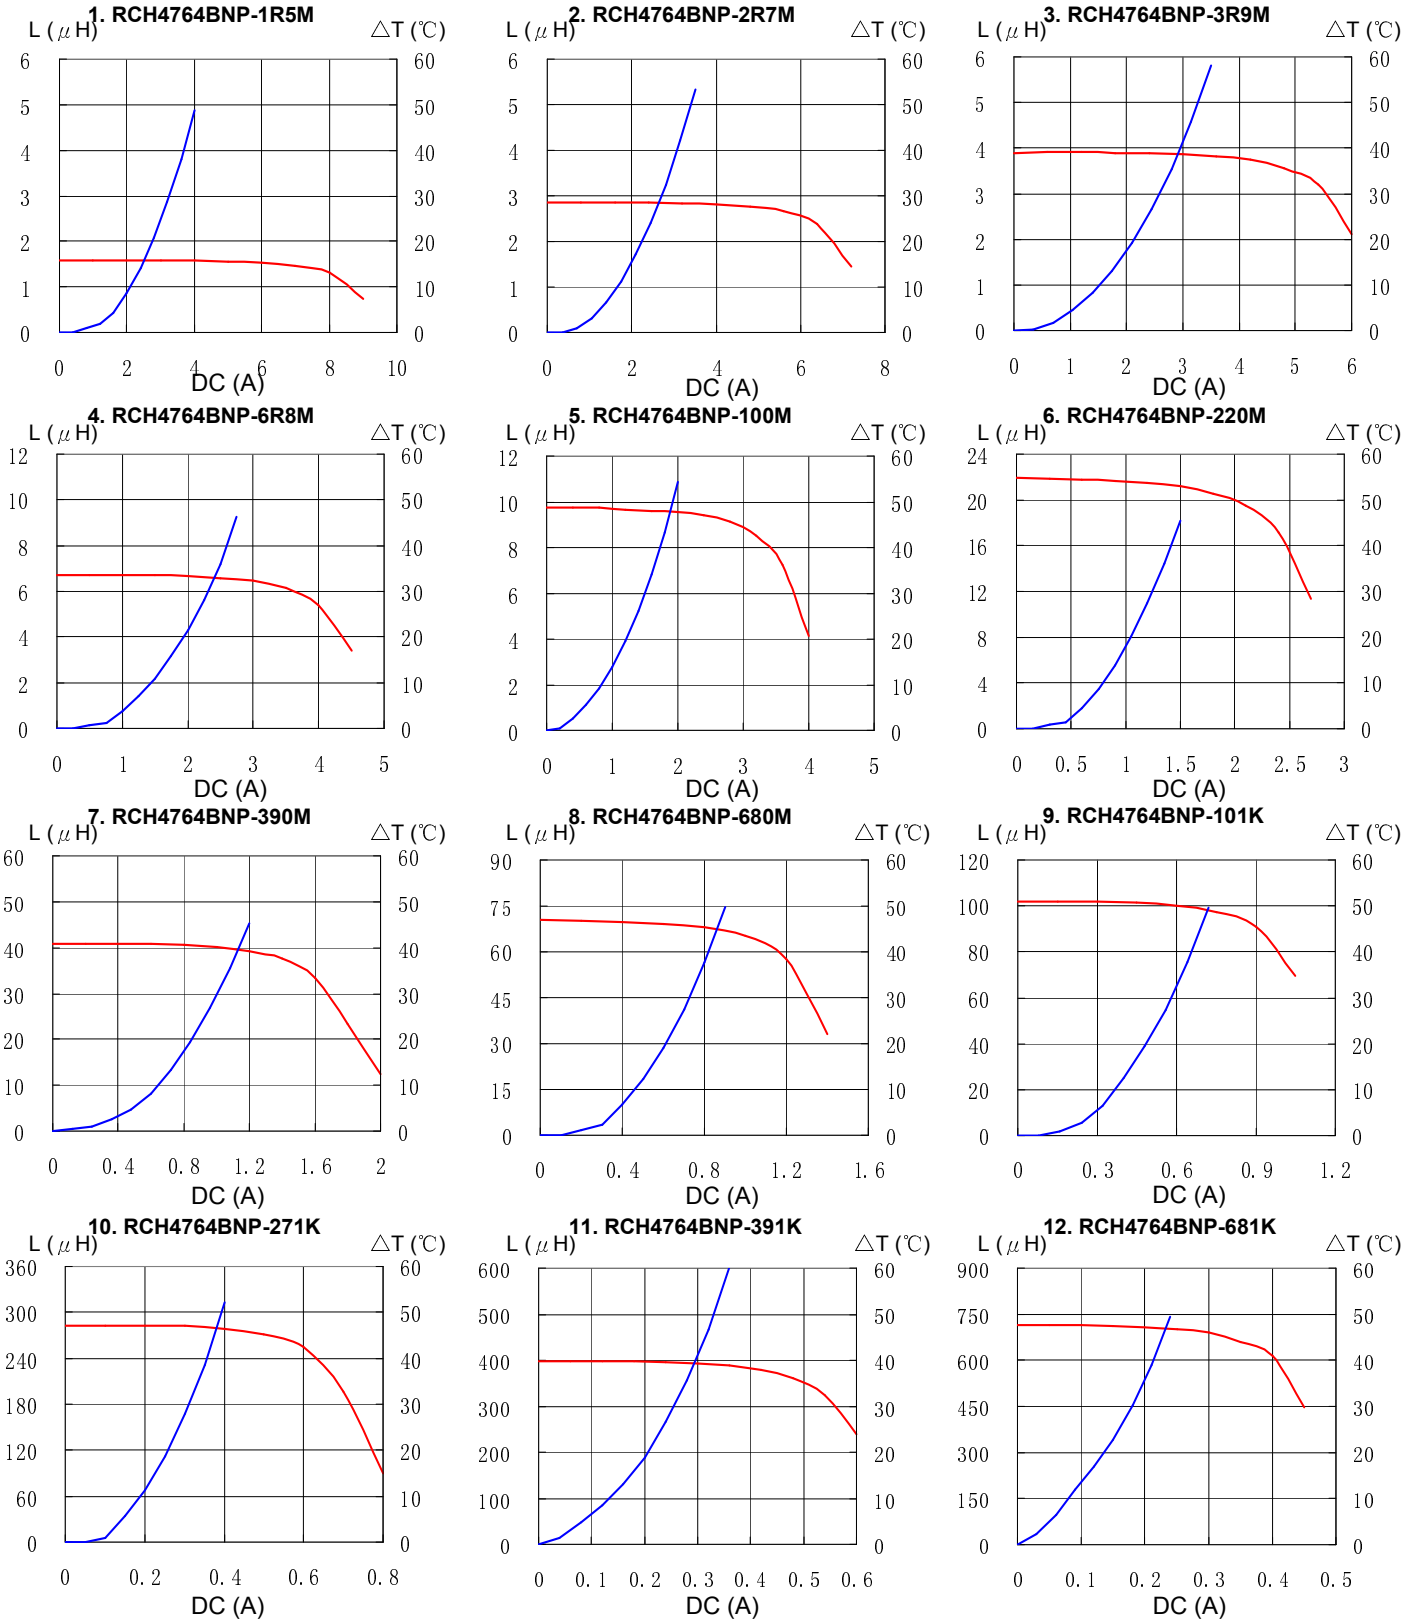 1. RCH4764BNP-1R5M
L (μH) △T (℃)
6 60
5 50
4 40
3 30
2 20
1 10
0 0
0 2 4 6 8 10
DC (A)
2. RCH4764BNP-2R7M
L (μH) △T (℃)
6 60
5 50
4 40
3 30
2 20
1 10
0 0
0 2 4 6 8
DC (A)
3. RCH4764BNP-3R9M
L (μH) △T (℃)
6 60
5 50
4 40
3 30
2 20
1 10
0 0
0 1 2 3 4 5 6
DC (A)
4. RCH4764BNP-6R8M
L (μH) △T (℃)
12 60
10 50
8 40
6 30
4 20
2 10
0 0
0 1 2 3 4 5
DC (A)
5. RCH4764BNP-100M
L (μH) △T (℃)
12 60
10 50
8 40
6 30
4 20
2 10
0 0
0 1 2 3 4 5
DC (A)
6. RCH4764BNP-220M
L (μH) △T (℃)
24 60
20 50
16 40
12 30
8 20
4 10
0 0
0 0.5 1 1.5 2 2.5 3
DC (A)
7. RCH4764BNP-390M
L (μH) △T (℃)
60 60
50 50
40 40
30 30
20 20
10 10
0 0
0 0.4 0.8 1.2 1.6 2
DC (A)
8. RCH4764BNP-680M
L (μH) △T (℃)
90 60
75 50
60 40
45 30
30 20
15 10
0 0
0 0.4 0.8 1.2 1.6
DC (A)
9. RCH4764BNP-101K
L (μH) △T (℃)
120 60
100 50
80 40
60 30
40 20
20 10
0 0
0 0.3 0.6 0.9 1.2
DC (A)
10. RCH4764BNP-271K
L (μH) △T (℃)
360 60
300 50
240 40
180 30
120 20
60 10
0 0
0 0.2 0.4 0.6 0.8
DC (A)
11. RCH4764BNP-391K
L (μH) △T (℃)
600 60
500 50
400 40
300 30
200 20
100 10
0 0
0 0.1 0.2 0.3 0.4 0.5 0.6
DC (A)
12. RCH4764BNP-681K
L (μH) △T (℃)
900 60
750 50
600 40
450 30
300 20
150 10
0 0
0 0.1 0.2 0.3 0.4 0.5
DC (A)